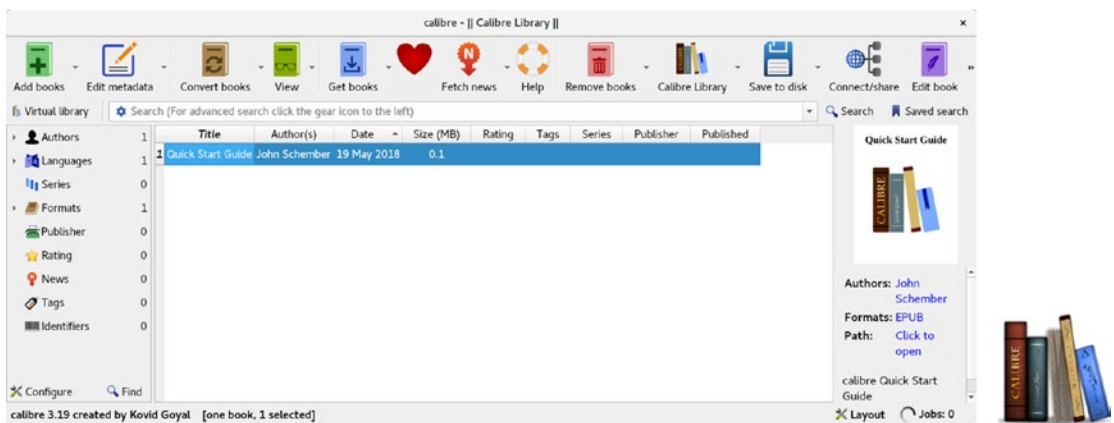 calibre - || Calibre Library ||
Add books Edit metadata Convert books View Get books Fetch news Help Remove books Calibre Library Save to disk Connect/share Edit book
Virtual library Search (For advanced search click the gear icon to the left) Search Saved search
Authors 1
Languages 1
Series 0
Formats 1
Publisher 0
Rating 0
News 0
Tags 0
Identifiers 0
Configure Find
Title Author(s) Date Size (MB) Rating Tags Series Publisher Published
1 Quick Start Guide John Schember 19 May 2018 0.1
Quick Start Guide
CALIBRE
Authors: John
Schember
Formats: EPUB
Path: Click to
open
calibre Quick Start
Guide
calibre 3.19 created by Kovid Goyal [one book, 1 selected]
Layout Jobs: 0
CALIBRE